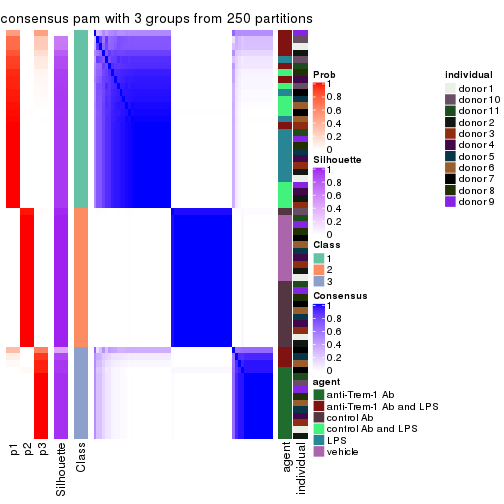 consensus pam with 3 groups from 250 partitions
Prob
1
0.8
0.6
0.4
0.2
0
Silhouette
1
0.8
0.6
0.4
0.2
0
Class
1
2
3
Consensus
1
0.8
0.6
0.4
0.2
0
agent
anti-Trem-1 Ab
anti-Trem-1 Ab and LPS
control Ab
control Ab and LPS
LPS
vehicle
individual
donor 1
donor 10
donor 11
donor 2
donor 3
donor 4
donor 5
donor 6
donor 7
donor 8
donor 9
p1
p2
p3
Silhouette
Class
agent
individual